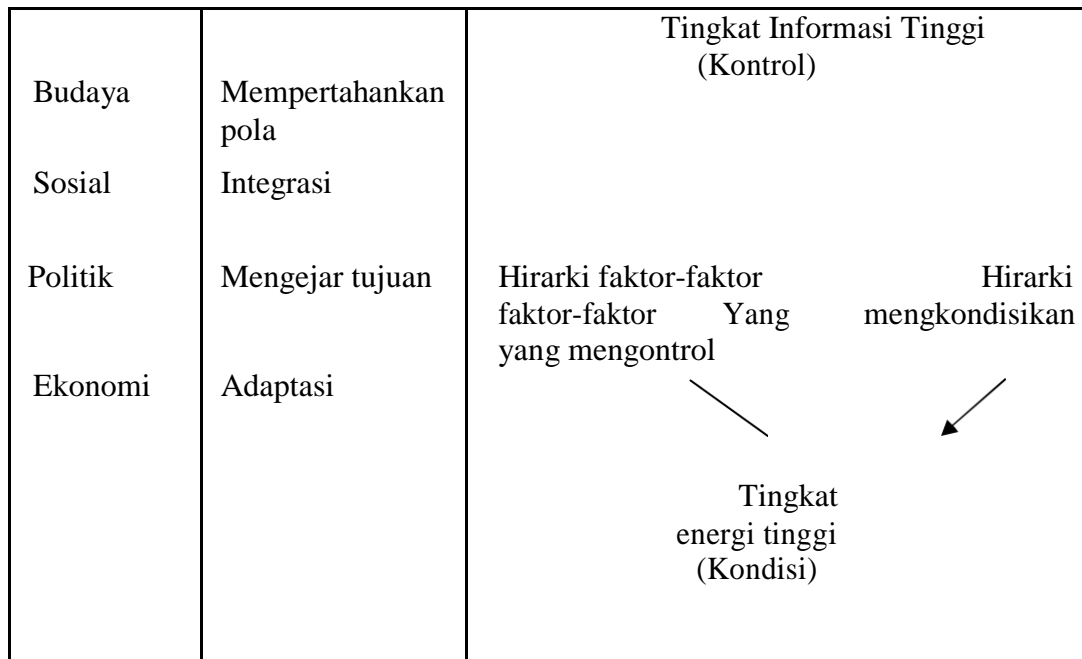 Tingkat Informasi Tinggi
(Kontrol)
Budaya
Mempertahankan
pola
Sosial
Integrasi
Politik
Mengejar tujuan
Hirarki faktor-faktor Hirarki
faktor-faktor Yang mengkondisikan
yang mengontrol
Ekonomi
Adaptasi
Tingkat
energi tinggi
(Kondisi)